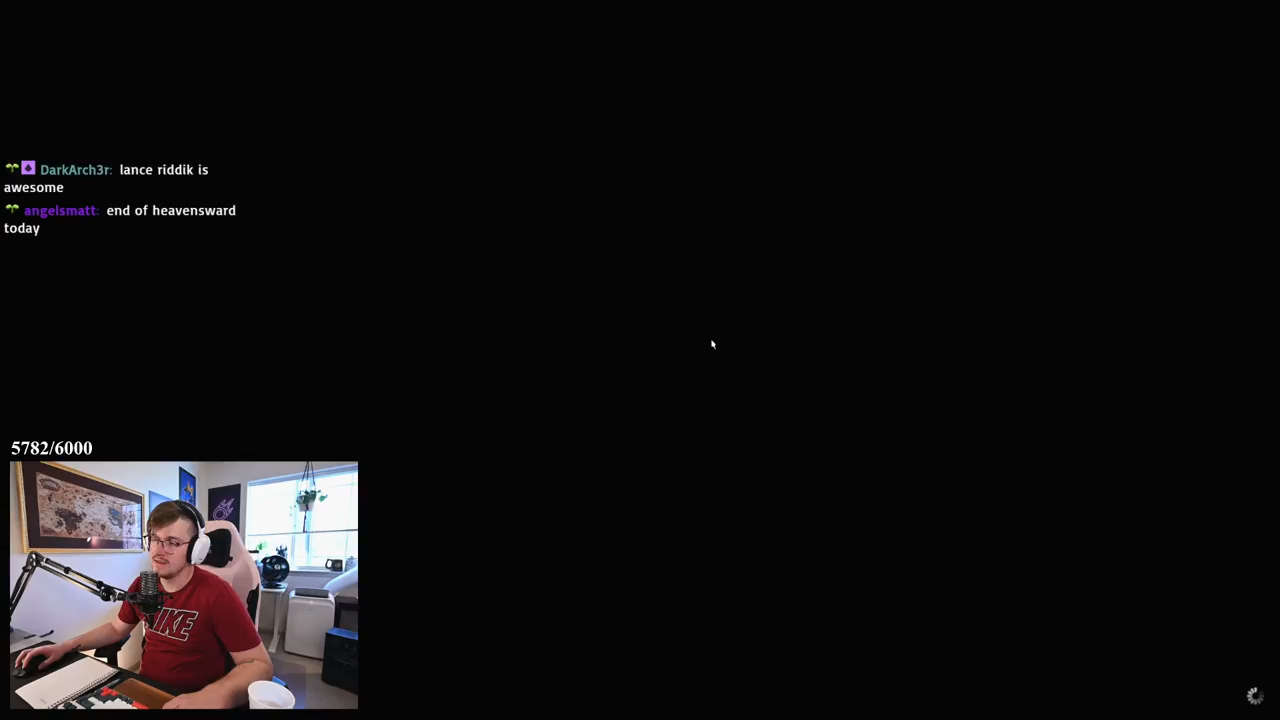 DarkArch3r: lance riddik is
awesome
angelsmatt: end of heavensward
today
5782/6000
NIKE